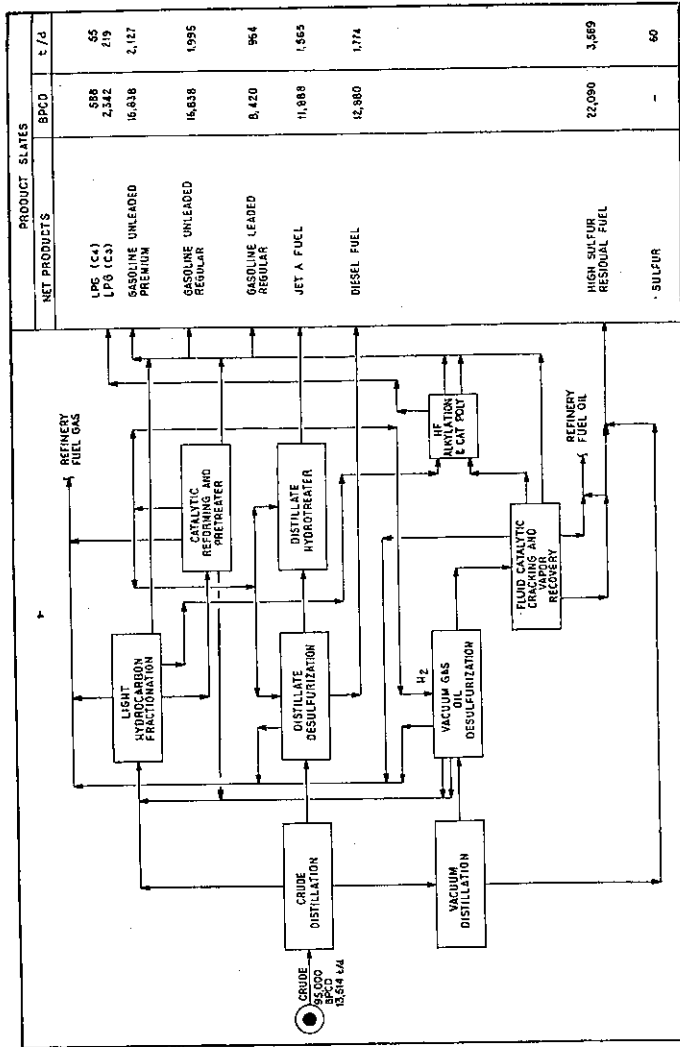 PRODUCT SLATES
NET PRODUCTS
BPCD
t/d
LPG (C4)
588
55
LPG (C3)
2,342
219
GASOLINE UNLEADED
PREMIUM
16,838
2,127
GASOLINE UNLEADED
REGULAR
16,838
1,995
GASOLINE LEADED
REGULAR
8,420
964
JET A FUEL
11,988
1,565
DIESEL FUEL
12,980
1,774
HIGH SULFUR
RESIDUAL FUEL
22,090
3,589
SULFUR
-
60
REFINERY
FUEL GAS
LIGHT
HYDROCARBON
FRACTIONATION
CATALYTIC
REFORMING AND
PRETREATER
DISTILLATE
DESULFURIZATION
DISTILLATE
HYDROTREATER
CRUDE
95,000
BPCD
13,514 t/d
CRUDE
DISTILLATION
H2
VACUUM GAS
OIL
DESULFURIZATION
HF
ALKYLATION
& CAT POLY
VACUUM
DISTILLATION
FLUID CATALYTIC
CRACKING AND
VAPOR
RECOVERY
REFINERY
FUEL OIL